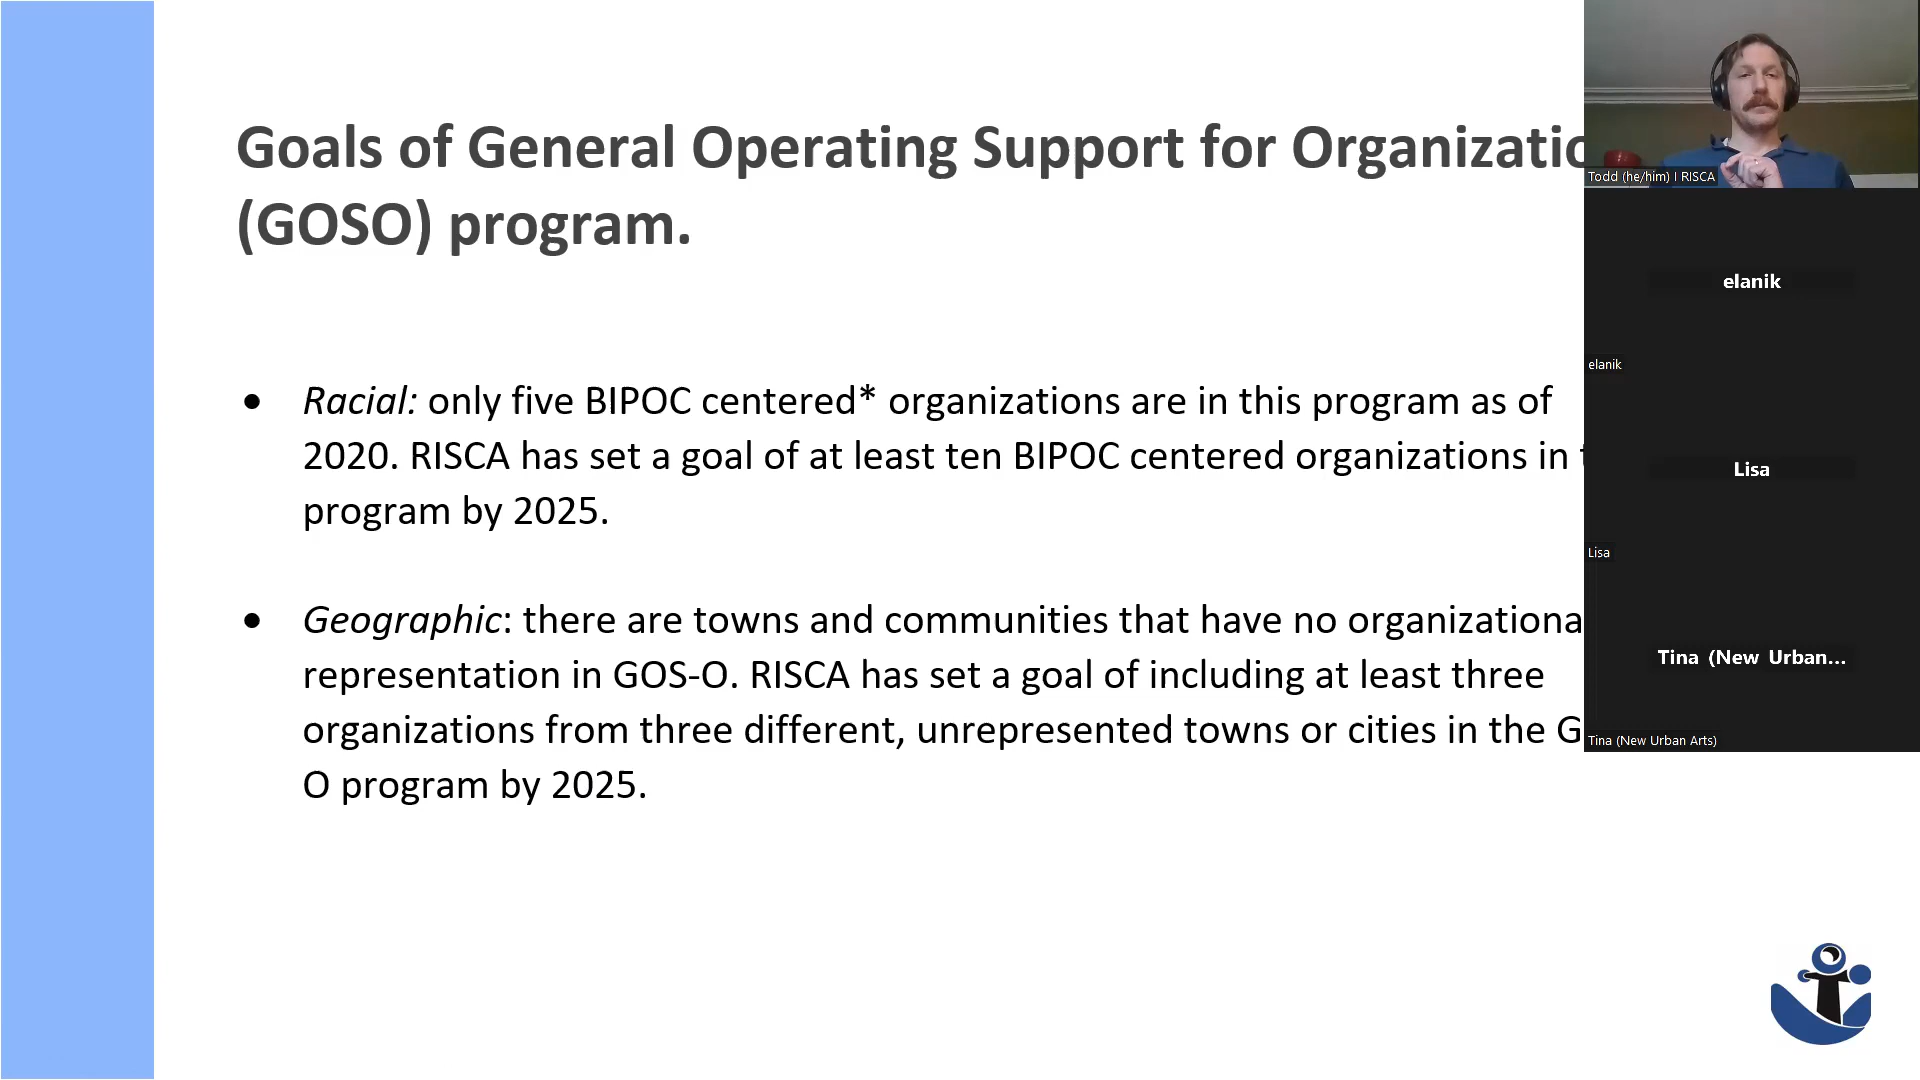 Goals of General Operating Support for Organizatio
(GOSO) program.
• Racial: only five BIPOC centered* organizations are in this program as of
2020. RISCA has set a goal of at least ten BIPOC centered organizations in t
program by 2025.
• Geographic: there are towns and communities that have no organizationa
representation in GOS-O. RISCA has set a goal of including at least three
organizations from three different, unrepresented towns or cities in the G
O program by 2025.
Todd (he/him) I RISCA
elanik
elanik
Lisa
Lisa
Tina (New Urban...
Tina (New Urban Arts)